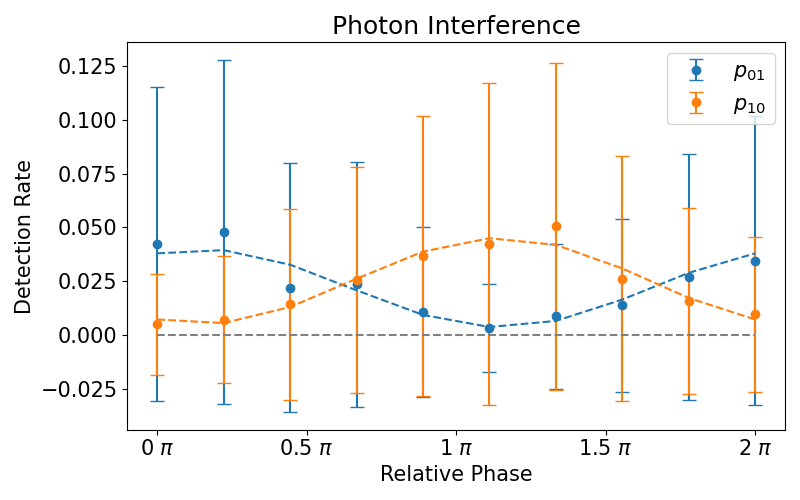 Photon Interference
Detection Rate
0.125
0.100
0.075
0.050
0.025
0.000
−0.025
p01
p10
0 π
0.5 π
1 π
1.5 π
2 π
Relative Phase